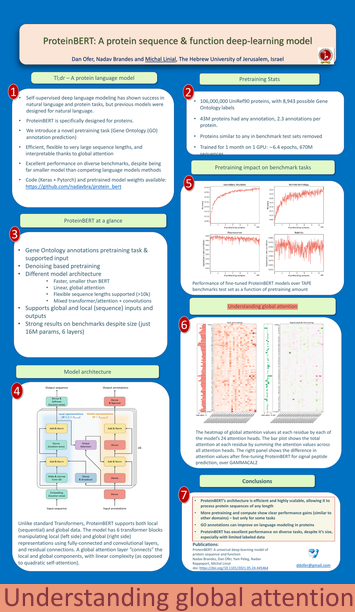 ProteinBERT: A protein sequence & function deep-learning model
Dan Ofer, Nadav Brandes and Michal Linial, The Hebrew University of Jerusalem, Israel
TLdr – A protein language model
1
• Self-supervised deep language modeling has shown success in
natural language and protein tasks, but previous models were
designed for natural language.
• ProteinBERT is specifically designed for proteins.
• We introduce a novel pretraining task (Gene Ontology (GO)
annotation prediction)
• Efficient, flexible to very large sequence lengths, and
interpretable thanks to global attention
• Excellent performance on diverse benchmarks, despite being
far smaller model than competing language models methods
• Code (Keras + Pytorch) and pretrained model weights available:
https://github.com/nadavbra/protein_bert
ProteinBERT at a glance
3
• Gene Ontology annotations pretraining task &
supported input
• Denoising based pretraining
• Different model architecture
• Faster, smaller than BERT
• Linear, global attention
• Flexible sequence lengths supported (>10k)
• Mixed transformer/attention + convolutions
• Supports global and local (sequence) inputs and
outputs
• Strong results on benchmarks despite size (just
16M params, 6 layers)
Model architecture
4
Output sequence
Output annotations
Input sequence
Input annotations
Unlike standard Transformers, ProteinBERT supports both local
(sequential) and global data. The model has 6 transformer blocks
manipulating local (left side) and global (right side)
representations using fully-connected and convolutional layers,
and residual connections. A global attention layer "connects" the
local and global components, with linear complexity (as opposed
to quadratic self-attention).
Pretraining Stats
2
• 106,000,000 UniRef90 proteins, with 8,943 possible Gene
Ontology labels
• 43M proteins had any annotation, 2.3 annotations per
protein.
• Proteins similar to any in benchmark test sets removed
• Trained for 1 month on 1 GPU: ~ 6.4 epochs, 670M
Pretraining impact on benchmark tasks
5
Performance of fine-tuned ProteinBERT models over TAPE
benchmarks test set as a function of pretraining amount
Understanding global attention
6
The heatmap of global attention values at each residue by each of
the model's 24 attention heads. The bar plot shows the total
attention at each residue by summing the attention values across
all attention heads. The right panel shows the difference in
attention values after fine-tuning ProteinBERT for signal peptide
prediction, over GAMMACAL2
Conclusions
7
• ProteinBERT's architecture is efficient and highly scalable, allowing it to
process protein sequences of any length
• More pretraining and compute show clear performance gains (similar to
other domains) – but only for some tasks
• GO annotations can improve on language modeling in proteins
• ProteinBERT has excellent performance on diverse tasks, despite it's size,
especially with limited labeled data
Publications:
ProteinBERT: A universal deep-learning model of
protein sequence and function
Nadav Brandes, Dan Ofer, Yam Peleg, Nadav
Rappoport, Michal Linial
ddofer@gmail.com
Understanding global attention